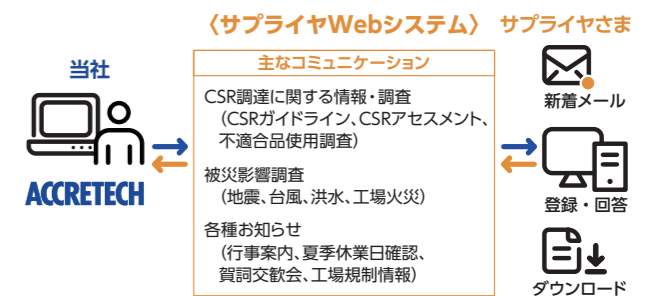 〈サプライヤWebシステム〉
サプライヤさま
当社
ACCRETECH
主なコミュニケーション
CSR調達に関する情報・調査
(CSRガイドライン、CSRアセスメント、
不適合品使用調査)
被災影響調査
(地震、台風、洪水、工場火災)
各種お知らせ
(行事案内、夏季休業日確認、
賀詞交歓会、工場規制情報)
新着メール
登録・回答
ダウンロード